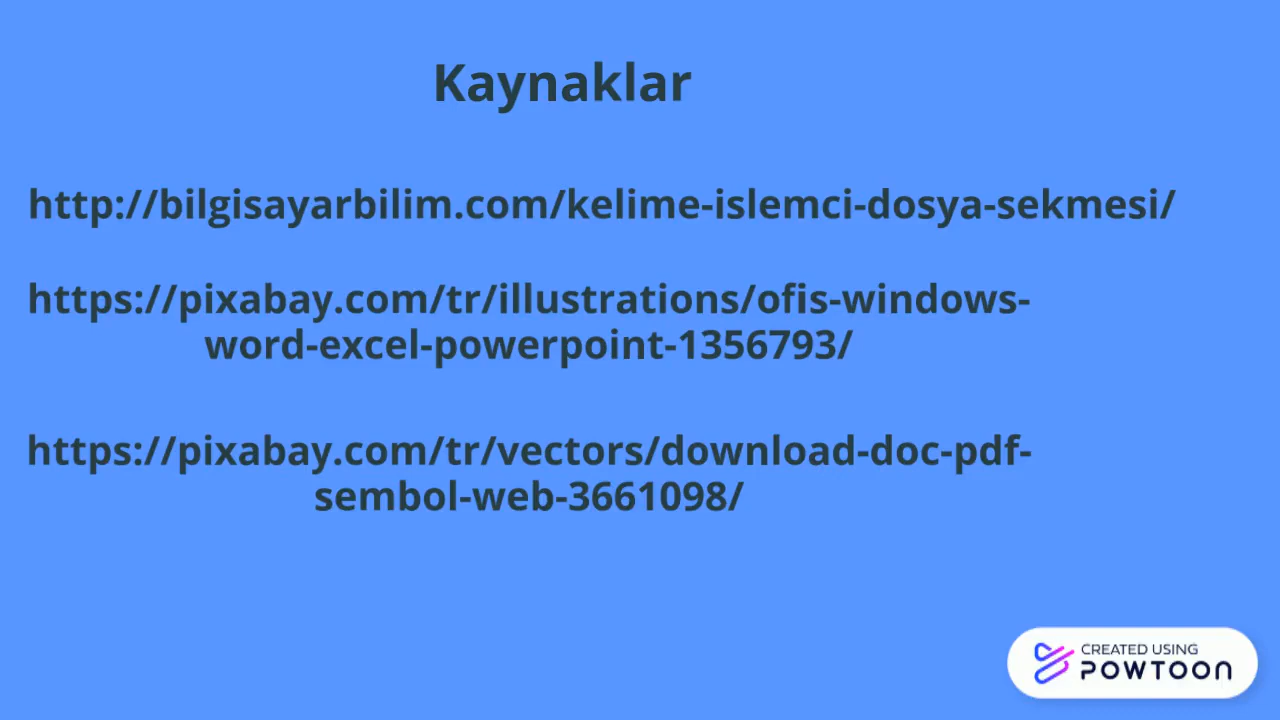 Kaynaklar
http://bilgisayarbilim.com/kelime-islemci-dosya-sekmesi/
https://pixabay.com/tr/illustrations/ofis-windows-
word-excel-powerpoint-1356793/
https://pixabay.com/tr/vectors/download-doc-pdf-
sembol-web-3661098/
CREATED USING
POWTOON